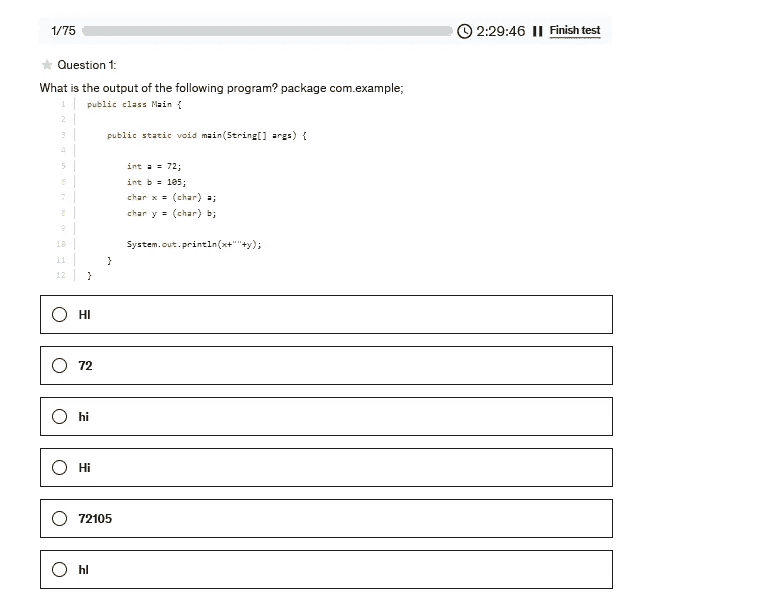 1/75 2:29:46 Finish test
Question 1:
What is the output of the following program? package com.example;
1 public class Main {
2
3 public static void main(String[] args) {
4
5 int a = 72;
6 int b = 105;
7 char x = (char) a;
8 char y = (char) b;
9
10 System.out.println(x+""+y);
11 }
12 }
HI
72
hi
Hi
72105
hI